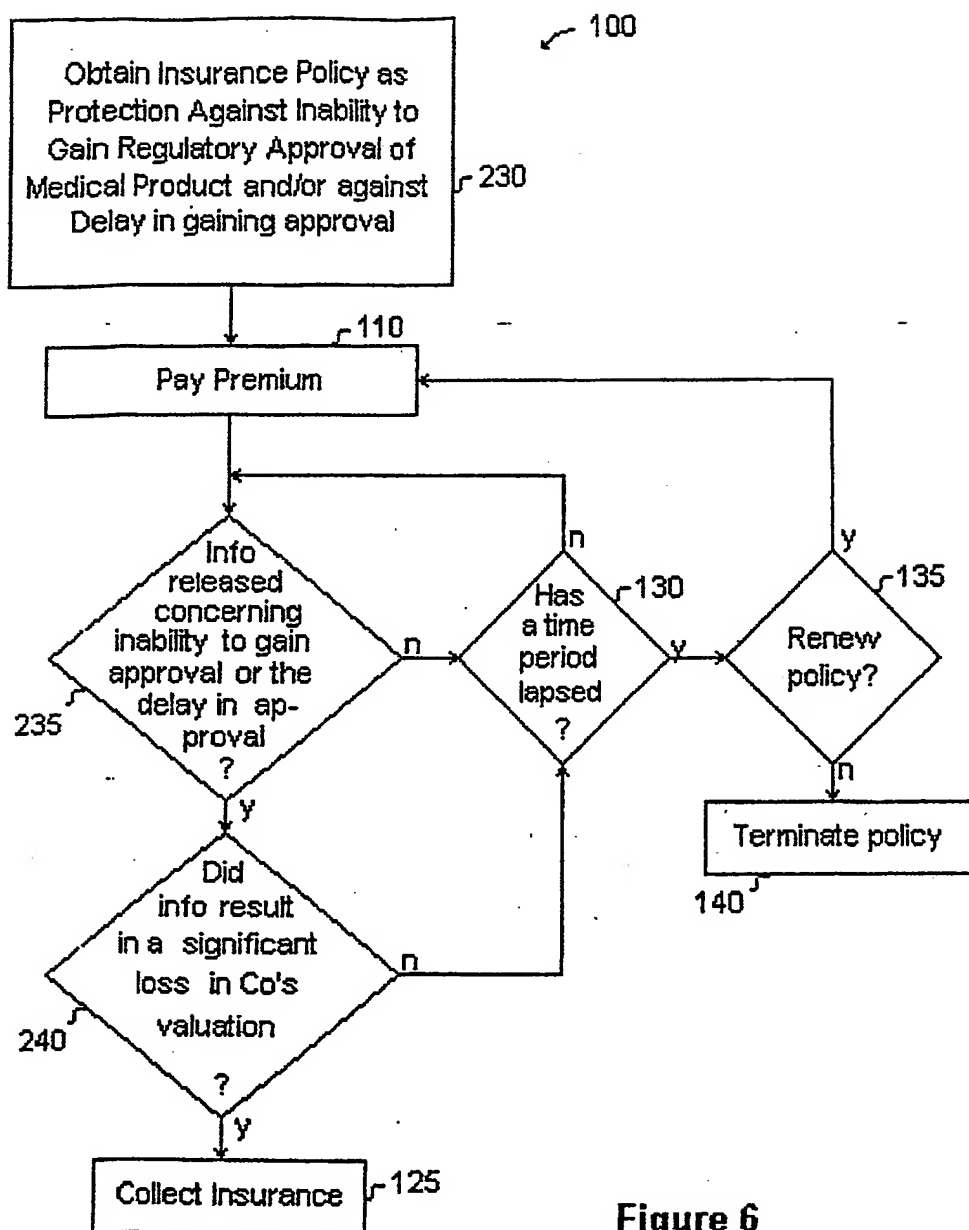 100
Obtain Insurance Policy as
Protection Against Inability to
Gain Regulatory Approval of
Medical Product and/or against
Delay in gaining approval
230
110
Pay Premium
Info
released
concerning
inability to gain
approval or the
delay in ap-
proval
?
235
n
y
Has
a time
period
lapsed
?
130
n
y
Renew
policy?
135
y
n
Terminate policy
140
Did
info result
in a significant
loss in Co's
valuation
?
240
n
y
Collect Insurance
125
Figure 6